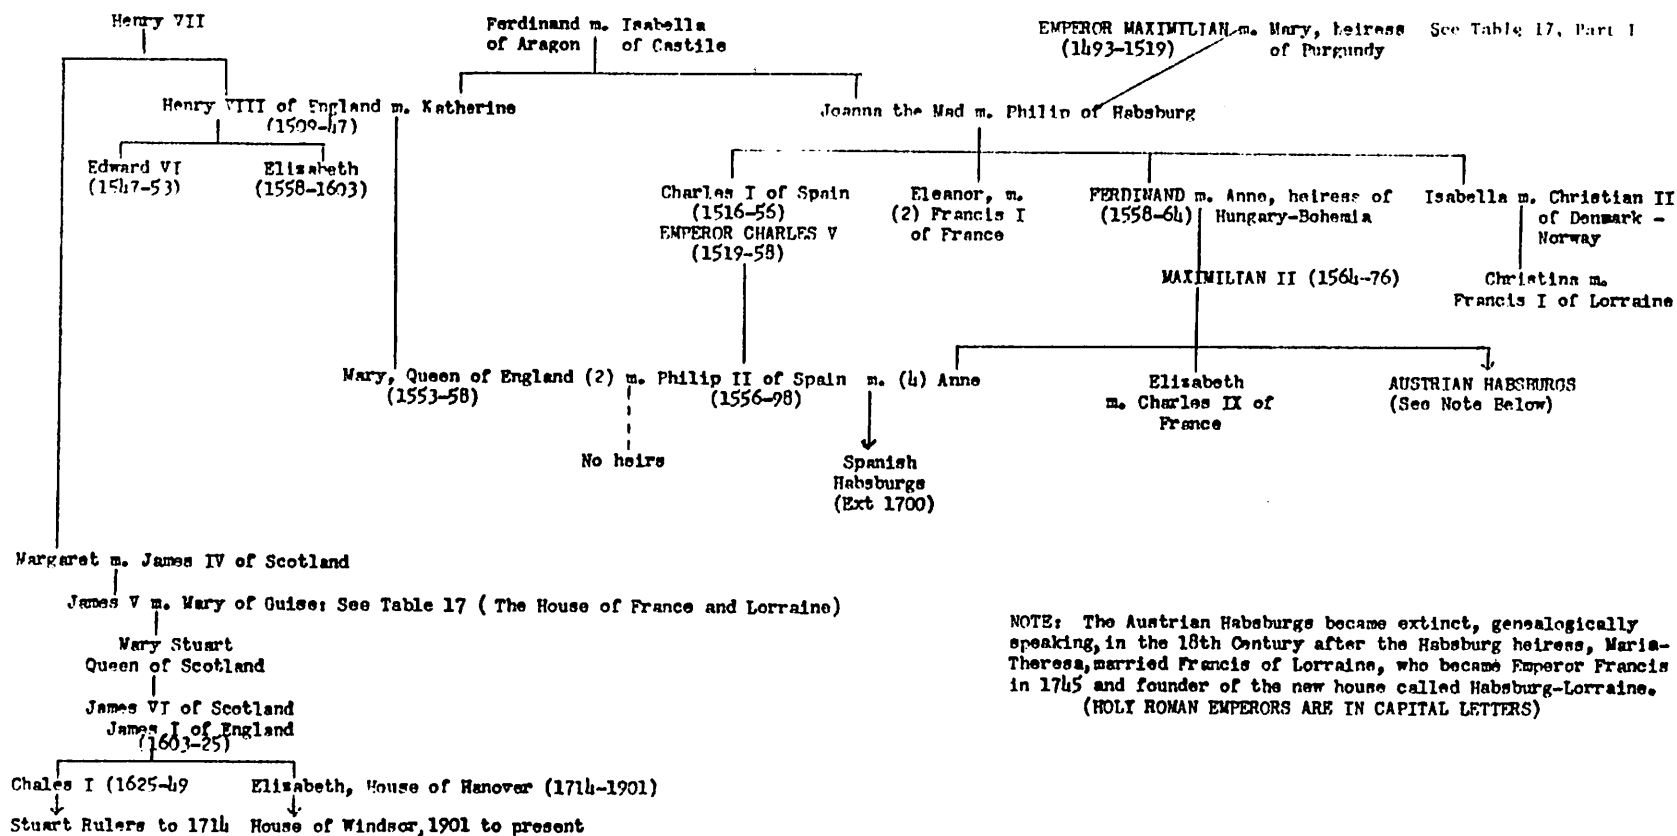 Henry VII
Ferdinand m. Isabella
of Aragon of Castile
EMPEROR MAXIMILIAN m. Mary, heiress See Table 17, Part I
(1493-1519) of Purgundy
Henry VIII of England m. Katherine
(1509-47)
Joanna the Mad m. Philip of Habsburg
Edward VI
(1547-53)
Elizabeth
(1558-1603)
Charles I of Spain
(1516-56)
EMPEROR CHARLES V
(1519-58)
Eleanor, m.
(2) Francis I
of France
FERDINAND m. Anne, heiress of
(1558-64) Hungary-Bohemia
Isabella m. Christian II
of Denmark -
Norway
MAXIMILIAN II (1564-76)
Christina m.
Francis I of Lorraine
Mary, Queen of England (2) m. Philip II of Spain m. (4) Anne
(1553-58) (1556-98)
Elizabeth
m. Charles IX of
France
AUSTRIAN HABSBURGS
(See Note Below)
No heirs
Spanish
Habsburgs
(Ext 1700)
Margaret m. James IV of Scotland
James V m. Mary of Guise: See Table 17 ( The House of France and Lorraine)
Mary Stuart
Queen of Scotland
James VI of Scotland
James I of England
(1603-25)
Chales I (1625-49 Elizabeth, House of Hanover (1714-1901)
Stuart Rulers to 1714 House of Windsor, 1901 to present
NOTE: The Austrian Habsburgs became extinct, genealogically
speaking, in the 18th Century after the Habsburg heiress, Maria-
Theresa, married Francis of Lorraine, who became Emperor Francis
in 1745 and founder of the new house called Habsburg-Lorraine.
(HOLY ROMAN EMPERORS ARE IN CAPITAL LETTERS)